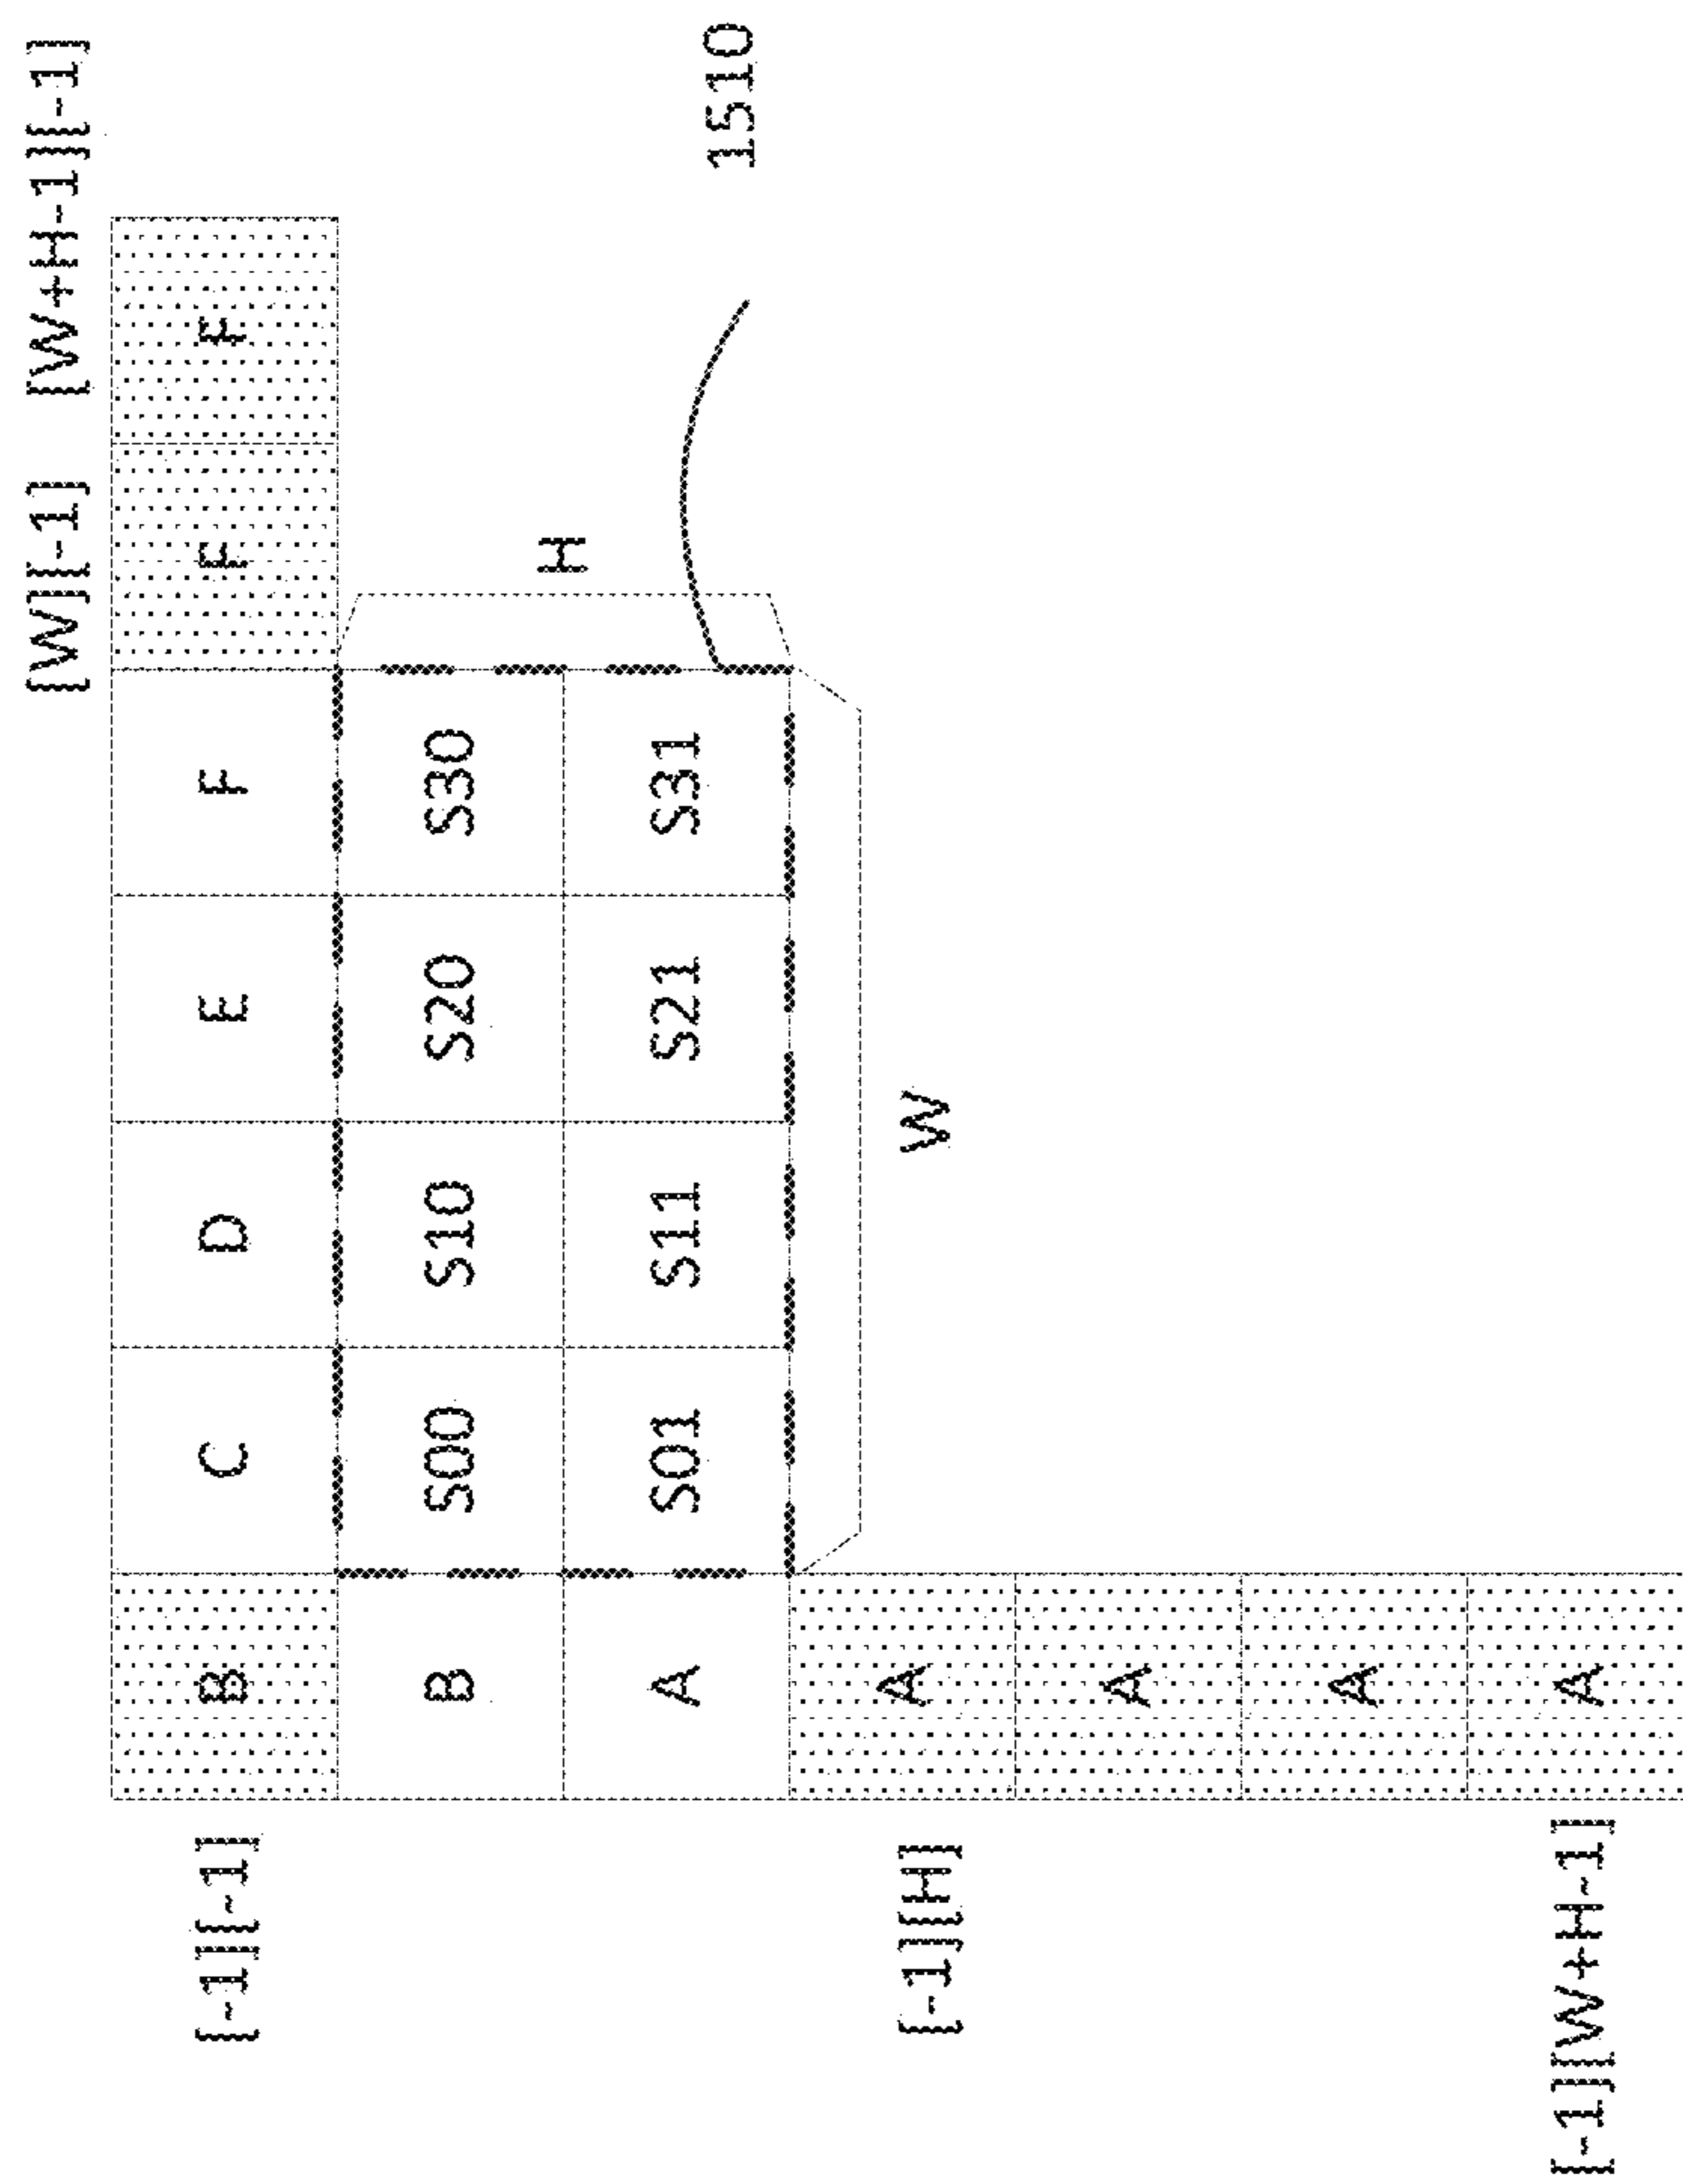 [W][-1] [W+H-1][-1]
[-1][-1] B C D E F F F
B S00 S10 S20 S30
H
A S01 S11 S21 S31
1510
[-1][H] A W
A
A
[-1][W+H-1] A